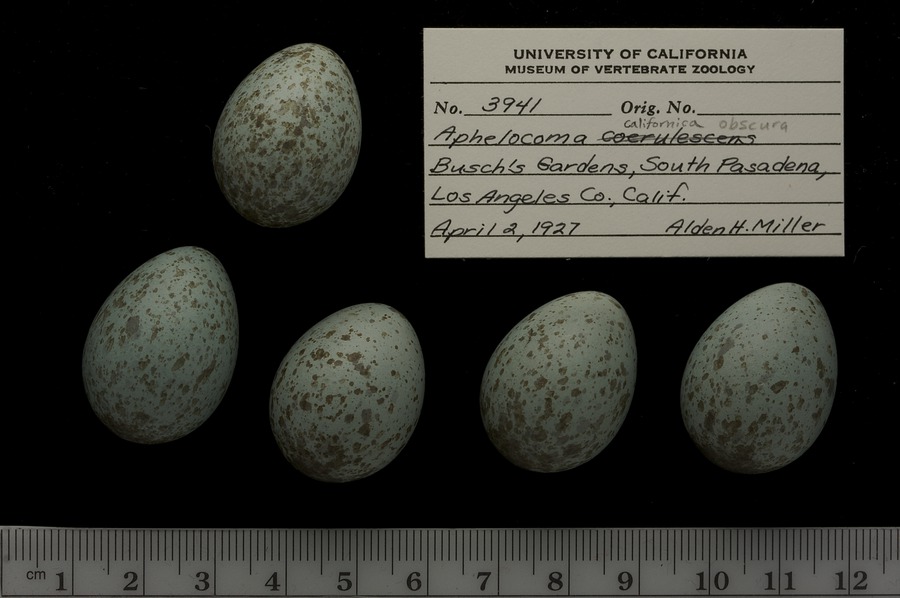 UNIVERSITY OF CALIFORNIA
MUSEUM OF VERTEBRATE ZOOLOGY
No. 3941 Orig. No.
californica obscura
Aphelocoma coerulescens
Busch's Gardens, South Pasadena,
Los Angeles Co., Calif.
April 2, 1927 Alden H. Miller
cm 1 2 3 4 5 6 7 8 9 10 11 12